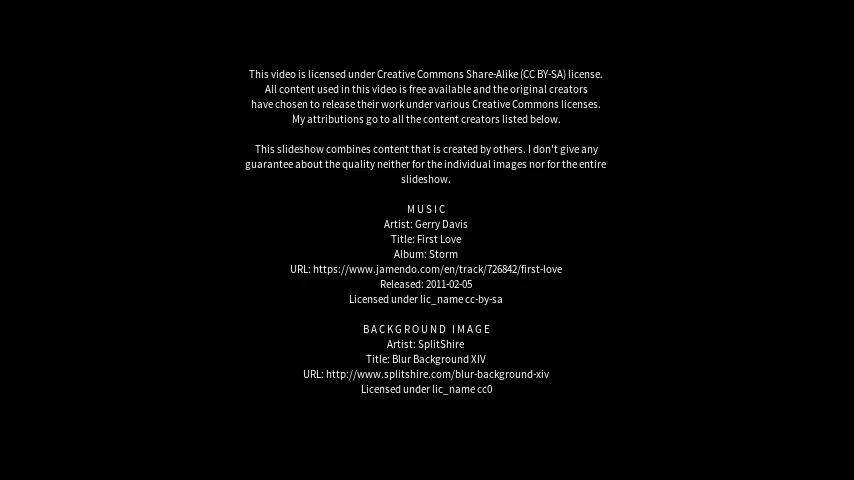 This video is licensed under Creative Commons Share-Alike (CC BY-SA) license.
All content used in this video is free available and the original creators
have chosen to release their work under various Creative Commons licenses.
My attributions go to all the content creators listed below.
This slideshow combines content that is created by others. I don't give any
guarantee about the quality neither for the individual images nor for the entire
slideshow.
MUSIC
Artist: Gerry Davis
Title: First Love
Album: Storm
URL: https://www.jamendo.com/en/track/726842/first-love
Released: 2011-02-05
Licensed under lic_name cc-by-sa
BACKGROUND IMAGE
Artist: SplitShire
Title: Blur Background XIV
URL: http://www.splitshire.com/blur-background-xiv
Licensed under lic_name cc0